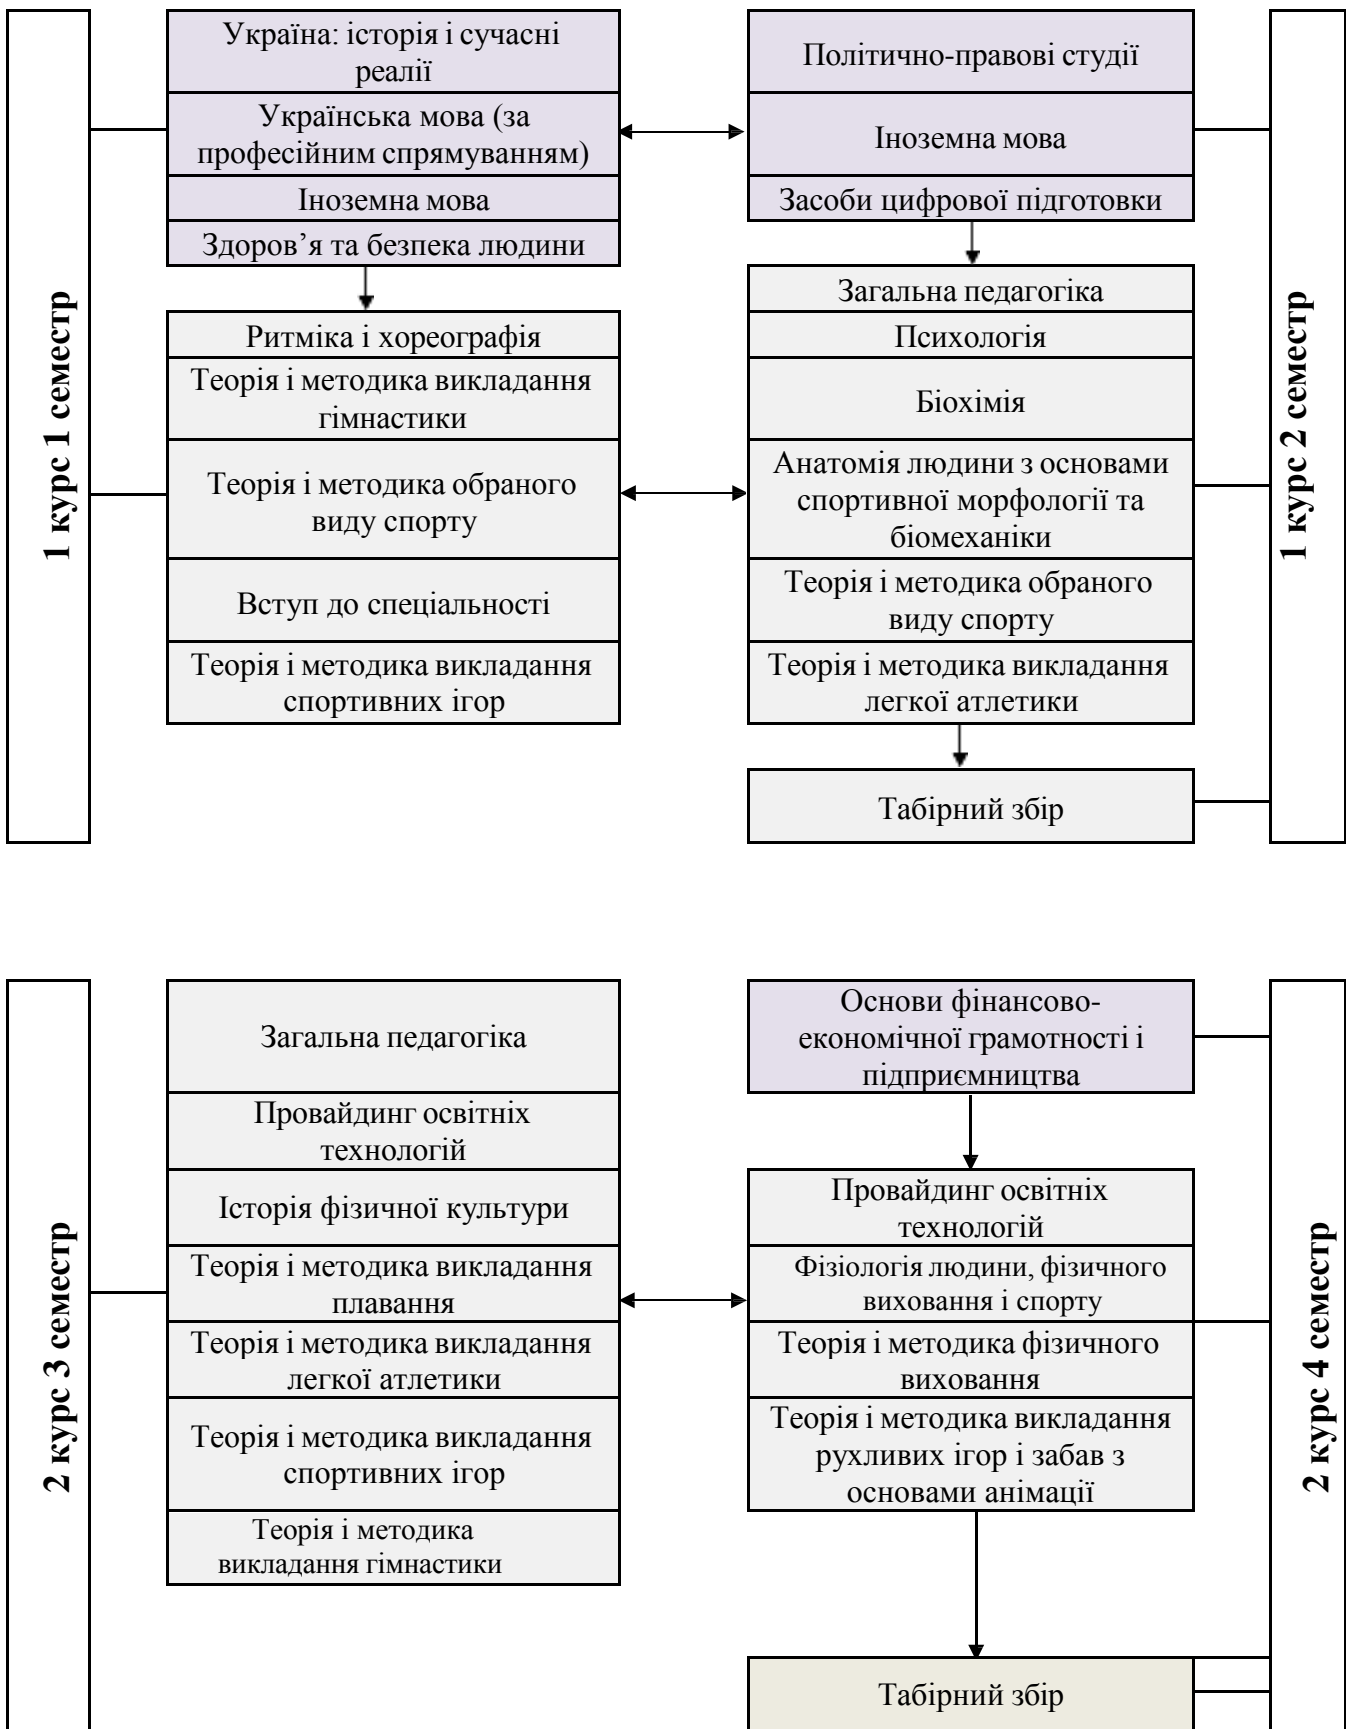 1 курс 1 семестр
Україна: історія і сучасні
реалії
Українська мова (за
професійним спрямуванням)
Іноземна мова
Здоров’я та безпека людини
Ритміка і хореографія
Теорія і методика викладання
гімнастики
Теорія і методика обраного
виду спорту
Вступ до спеціальності
Теорія і методика викладання
спортивних ігор
Політично-правові студії
Іноземна мова
Засоби цифрової підготовки
Загальна педагогіка
Психологія
Біохімія
Анатомія людини з основами
спортивної морфології та
біомеханіки
Теорія і методика обраного
виду спорту
Теорія і методика викладання
легкої атлетики
Табірний збір
1 курс 2 семестр
2 курс 3 семестр
Загальна педагогіка
Провайдинг освітніх
технологій
Історія фізичної культури
Теорія і методика викладання
плавання
Теорія і методика викладання
легкої атлетики
Теорія і методика викладання
спортивних ігор
Теорія і методика
викладання гімнастики
Основи фінансово-
економічної грамотності і
підприємництва
Провайдинг освітніх
технологій
Фізіологія людини, фізичного
виховання і спорту
Теорія і методика фізичного
виховання
Теорія і методика викладання
рухливих ігор і забав з
основами анімації
Табірний збір
2 курс 4 семестр